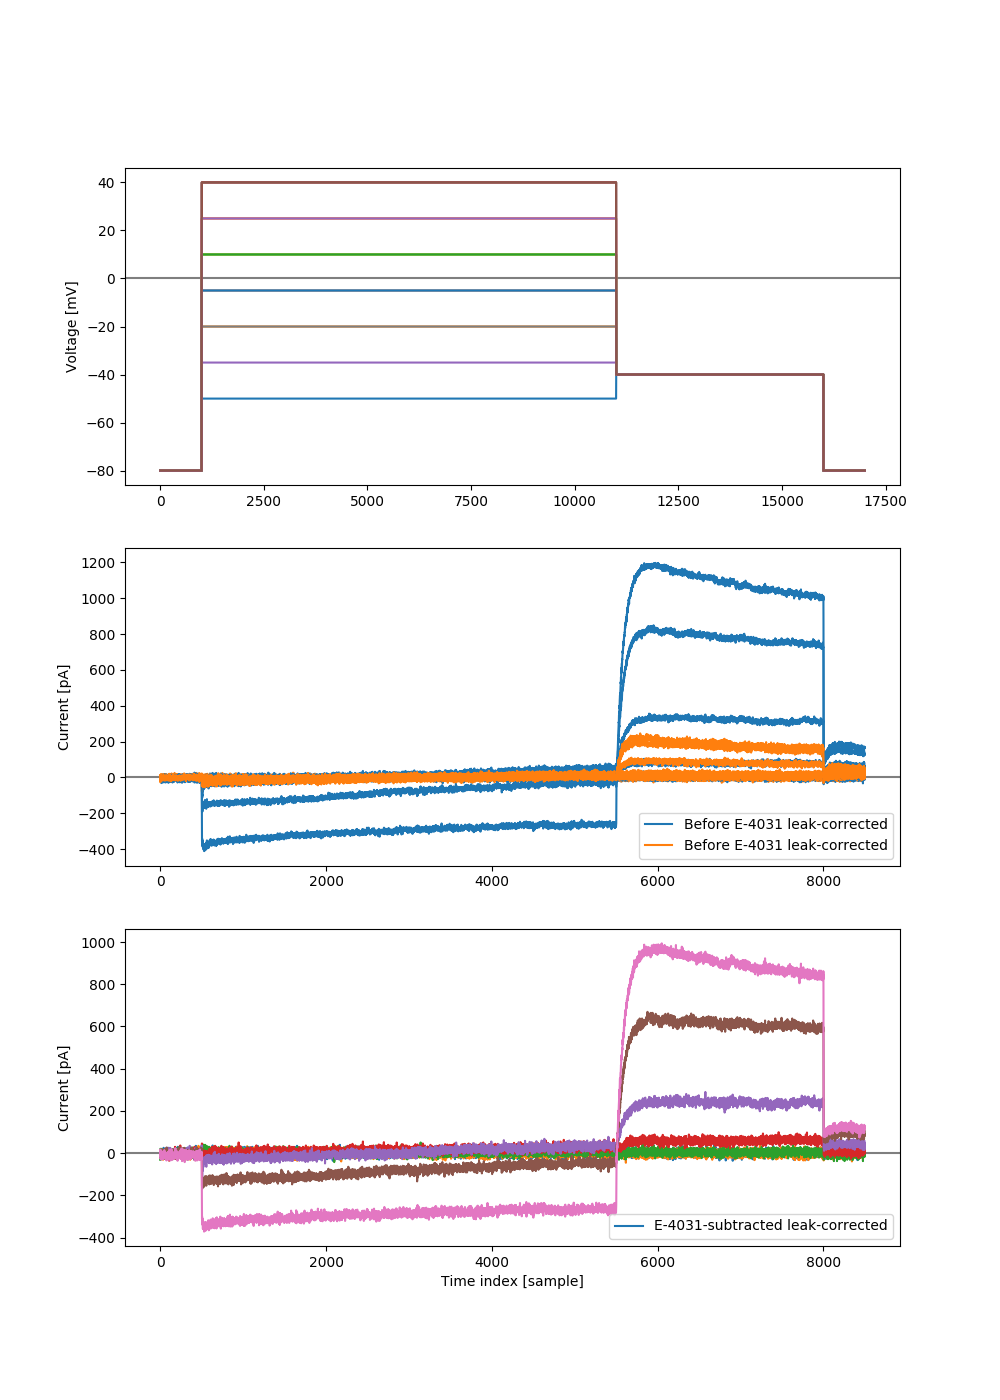 40
20
0
−20
−40
−60
−80
Voltage [mV]
0 2500 5000 7500 10000 12500 15000 17500
1200
1000
800
600
400
200
0
−200
−400
Current [pA]
Before E-4031 leak-corrected
Before E-4031 leak-corrected
0 2000 4000 6000 8000
1000
800
600
400
200
0
−200
−400
Current [pA]
E-4031-subtracted leak-corrected
0 2000 4000 6000 8000
Time index [sample]